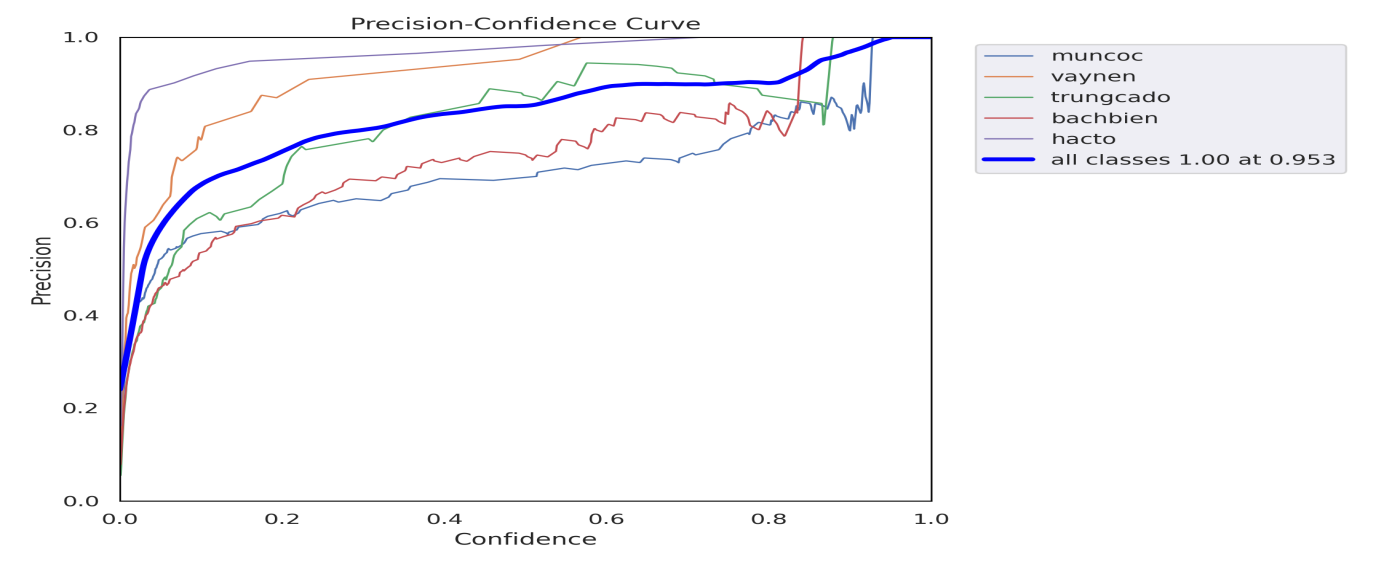 Precision-Confidence Curve
1.0
0.8
0.6
0.4
0.2
0.0
Precision
0.0 0.2 0.4 0.6 0.8 1.0
Confidence
muncoc
vaynen
trungcado
bachbien
hacto
all classes 1.00 at 0.953